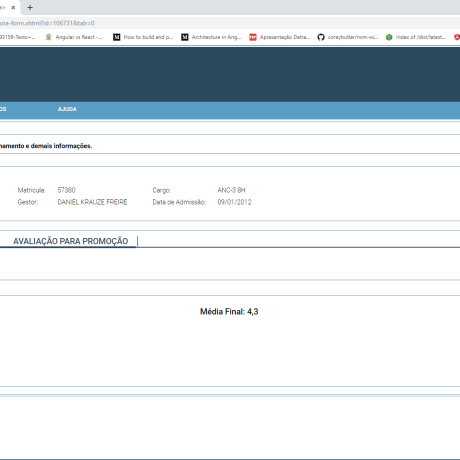 soa-form.xhtml?id=106731&tab=0
93159-Texto+...
Angular vs React -...
How to build and p...
Architecture in Ang...
Apresentação Detra...
coreybutler/nvm-wi...
Index of /dist/latest...
OS
AJUDA
namento e demais informações.
Matrícula: 57380 Cargo: ANC-3 8H
Gestor: DANIEL KRAUZE FREIRE Data de Admissão: 09/01/2012
AVALIAÇÃO PARA PROMOÇÃO
Média Final: 4,3